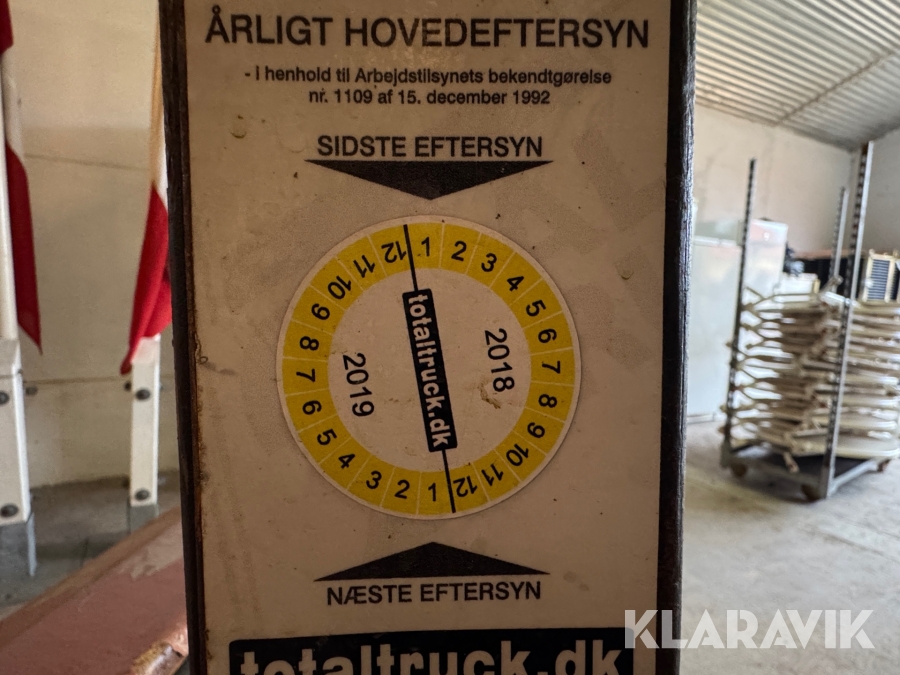 ÅRLIGT HOVEDEFTERSYN
- I henhold til Arbejdstilsynets bekendtgørelse
nr. 1109 af 15. december 1992
SIDSTE EFTERSYN
1 2 3 4 5 6 7 8 9 10 11 12
2018
totaltruck.dk
2019
1 2 3 4 5 6 7 8 9 10 11 12
NÆSTE EFTERSYN
totaltruck.dk
KLARAVIK